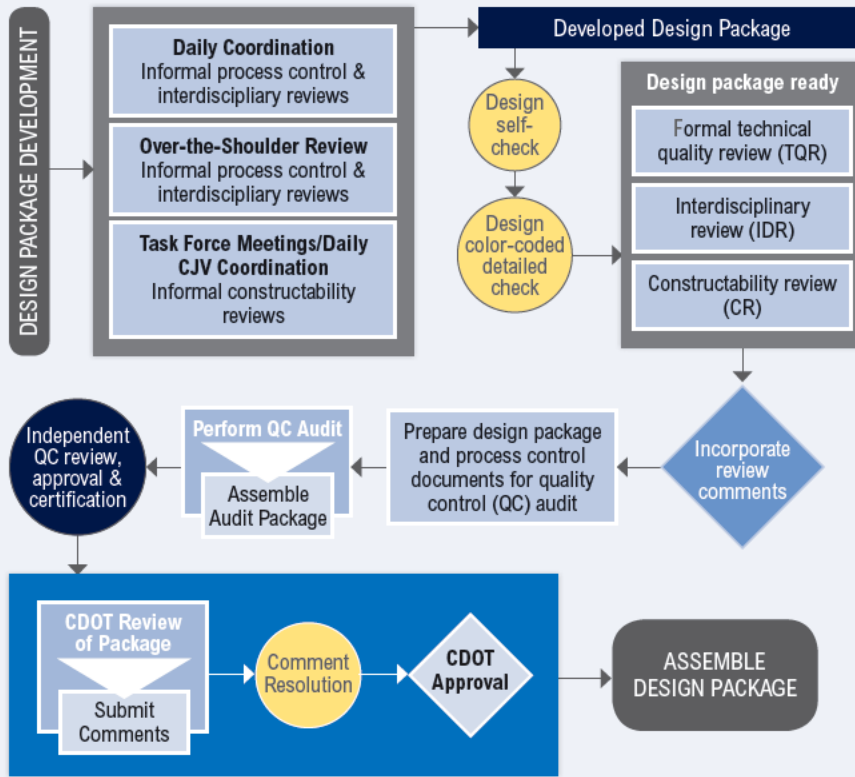 DESIGN PACKAGE DEVELOPMENT
Daily Coordination
Informal process control &
interdiscipliary reviews
Over-the-Shoulder Review
Informal process control &
interdisciplinary reviews
Task Force Meetings/Daily
CJV Coordination
Informal constructability
reviews
Developed Design Package
Design
self-
check
Design
color-coded
detailed
check
Design package ready
Formal technical
quality review (TQR)
Interdisciplinary
review (IDR)
Constructability review
(CR)
Incorporate
review
comments
Prepare design package
and process control
documents for quality
control (QC) audit
Perform QC Audit
Assemble
Audit Package
Independent
QC review,
approval &
certification
CDOT Review
of Package
Submit
Comments
Comment
Resolution
CDOT
Approval
ASSEMBLE
DESIGN PACKAGE